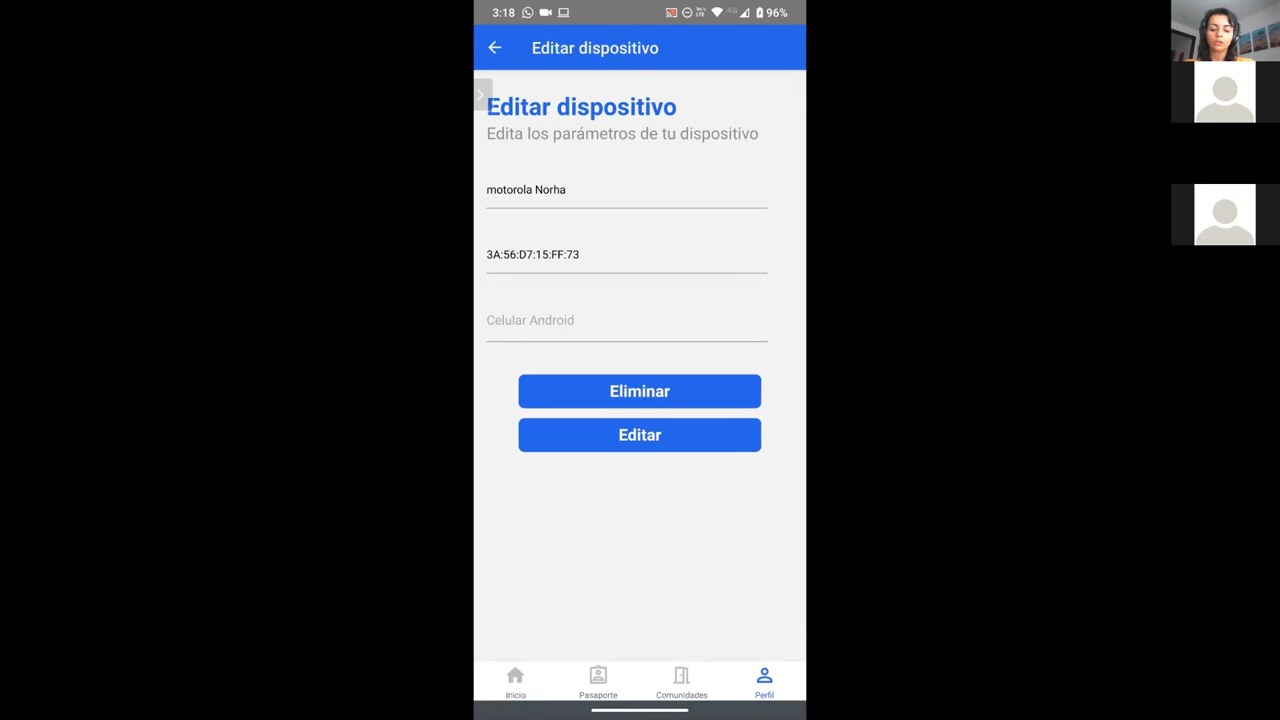 3:18
4G
96%
Editar dispositivo
Editar dispositivo
Edita los parámetros de tu dispositivo
motorola Norha
3A:56:D7:15:FF:73
Celular Android
Eliminar
Editar
Inicio
Pasaporte
Comunidades
Perfil